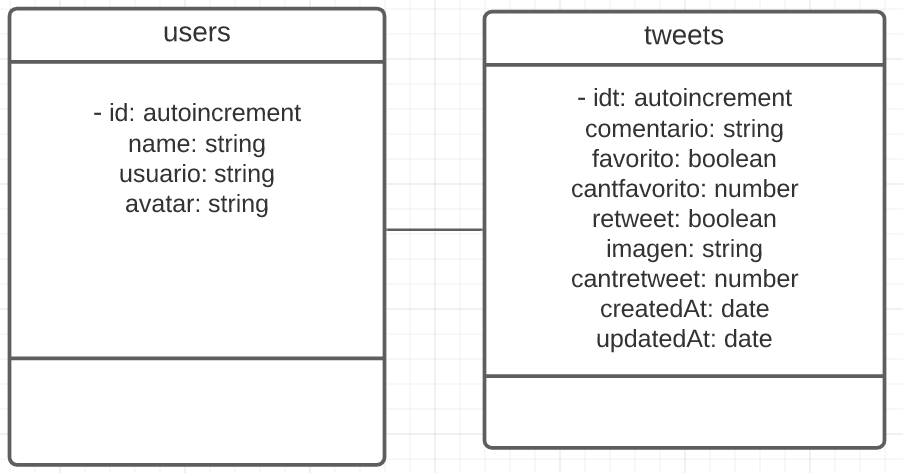 users
- id: autoincrement
name: string
usuario: string
avatar: string
tweets
- idt: autoincrement
comentario: string
favorito: boolean
cantfavorito: number
retweet: boolean
imagen: string
cantretweet: number
createdAt: date
updatedAt: date